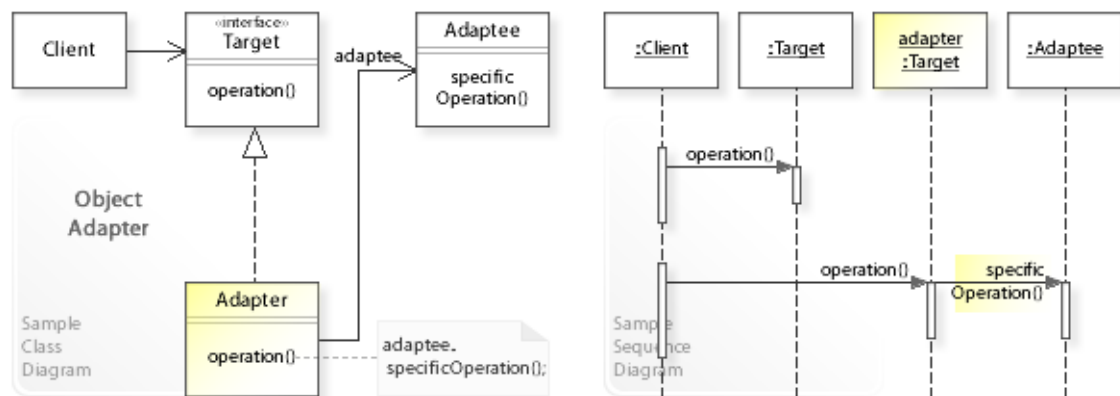 Client
«interface»
Target
operation()
adaptee
Adaptee
specific
Operation()
Object
Adapter
Adapter
operation()
adaptee.
specificOperation();
Sample
Class
Diagram
:Client
:Target
adapter
:Target
:Adaptee
operation()
operation()
specific
Operation()
Sample
Sequence
Diagram